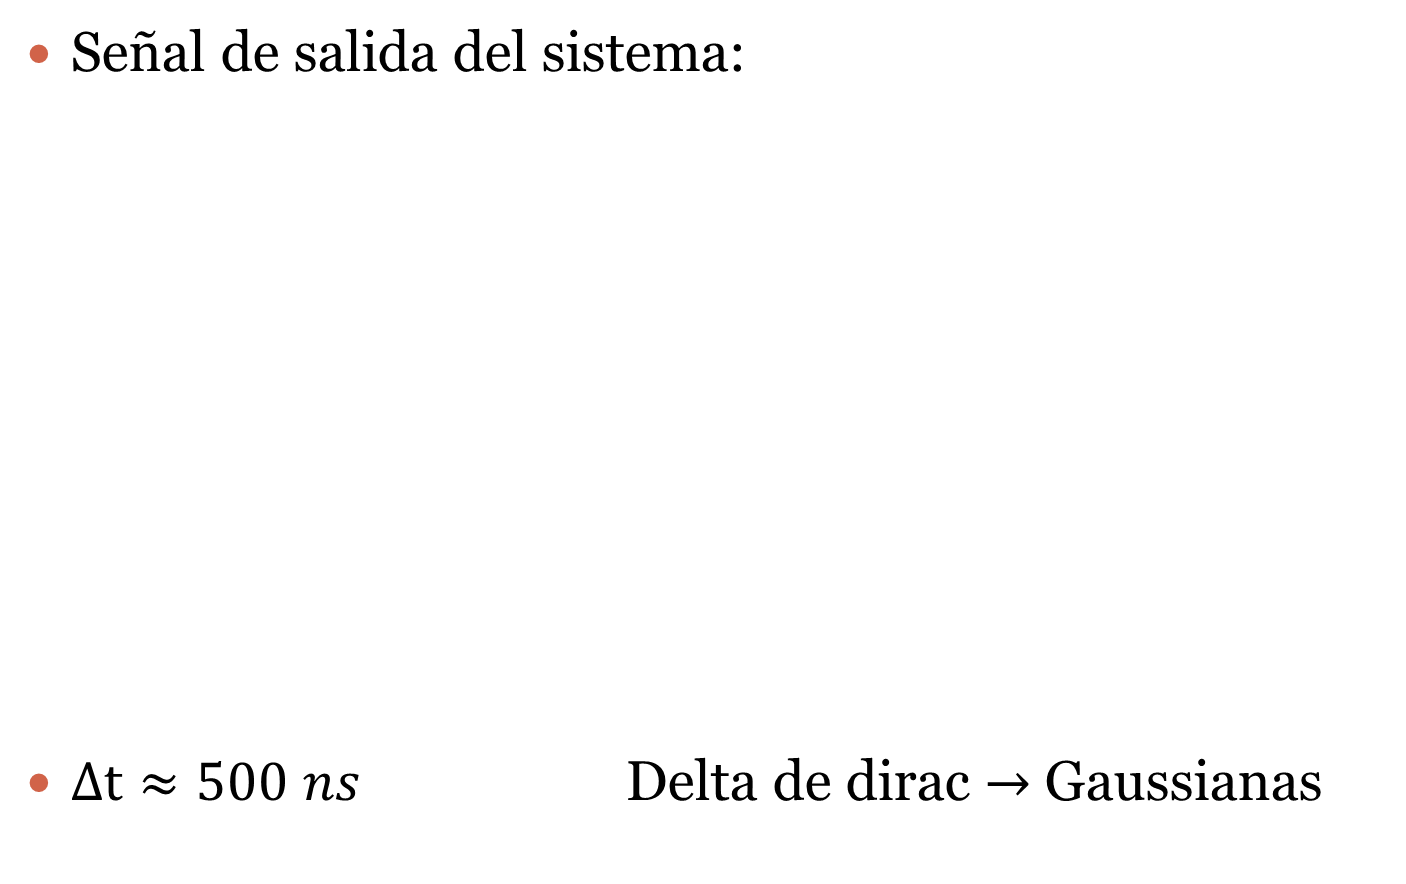 • Señal de salida del sistema:
• Δt ≈ 500 ns Delta de dirac → Gaussianas